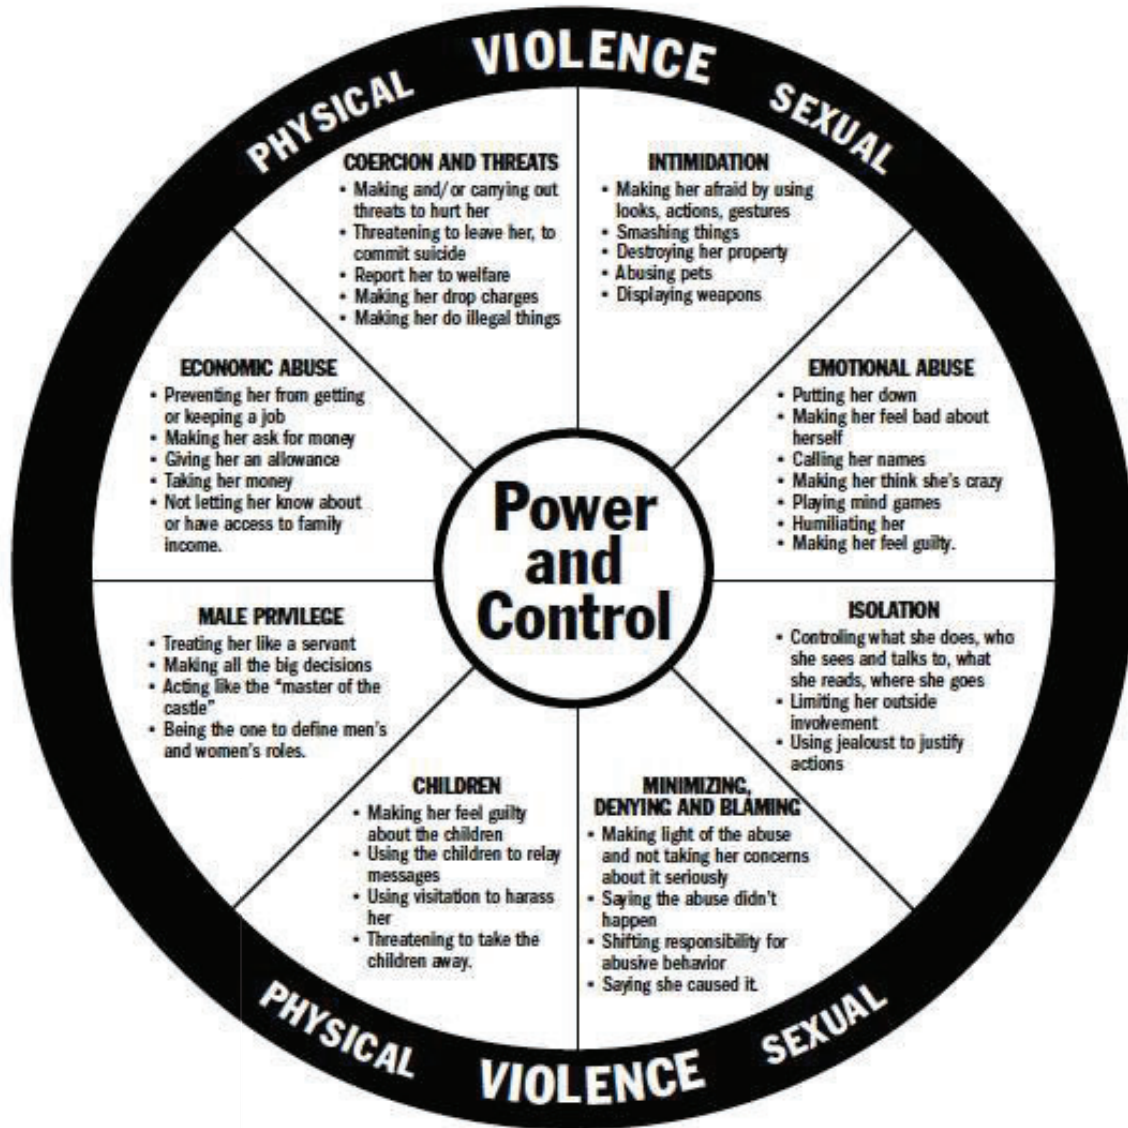 PHYSICAL VIOLENCE SEXUAL
COERCION AND THREATS
• Making and/or carrying out
threats to hurt her
• Threatening to leave her, to
commit suicide
• Report her to welfare
• Making her drop charges
• Making her do illegal things
INTIMIDATION
• Making her afraid by using
looks, actions, gestures
• Smashing things
• Destroying her property
• Abusing pets
• Displaying weapons
ECONOMIC ABUSE
• Preventing her from getting
or keeping a job
• Making her ask for money
• Giving her an allowance
• Taking her money
• Not letting her know about
or have access to family
income.
EMOTIONAL ABUSE
• Putting her down
• Making her feel bad about
herself
• Calling her names
• Making her think she's crazy
• Playing mind games
• Humiliating her
• Making her feel guilty.
Power
and
Control
MALE PRIVILEGE
• Treating her like a servant
• Making all the big decisions
• Acting like the "master of the
castle"
• Being the one to define men's
and women's roles.
ISOLATION
• Controling what she does, who
she sees and talks to, what
she reads, where she goes
• Limiting her outside
involvement
• Using jealoust to justify
actions
CHILDREN
• Making her feel guilty
about the children
• Using the children to relay
messages
• Using visitation to harass
her
• Threatening to take the
children away.
MINIMIZING,
DENYING AND BLAMING
• Making light of the abuse
and not taking her concerns
about it seriously
• Saying the abuse didn't
happen
• Shifting responsibility for
abusive behavior
• Saying she caused it.
PHYSICAL VIOLENCE SEXUAL